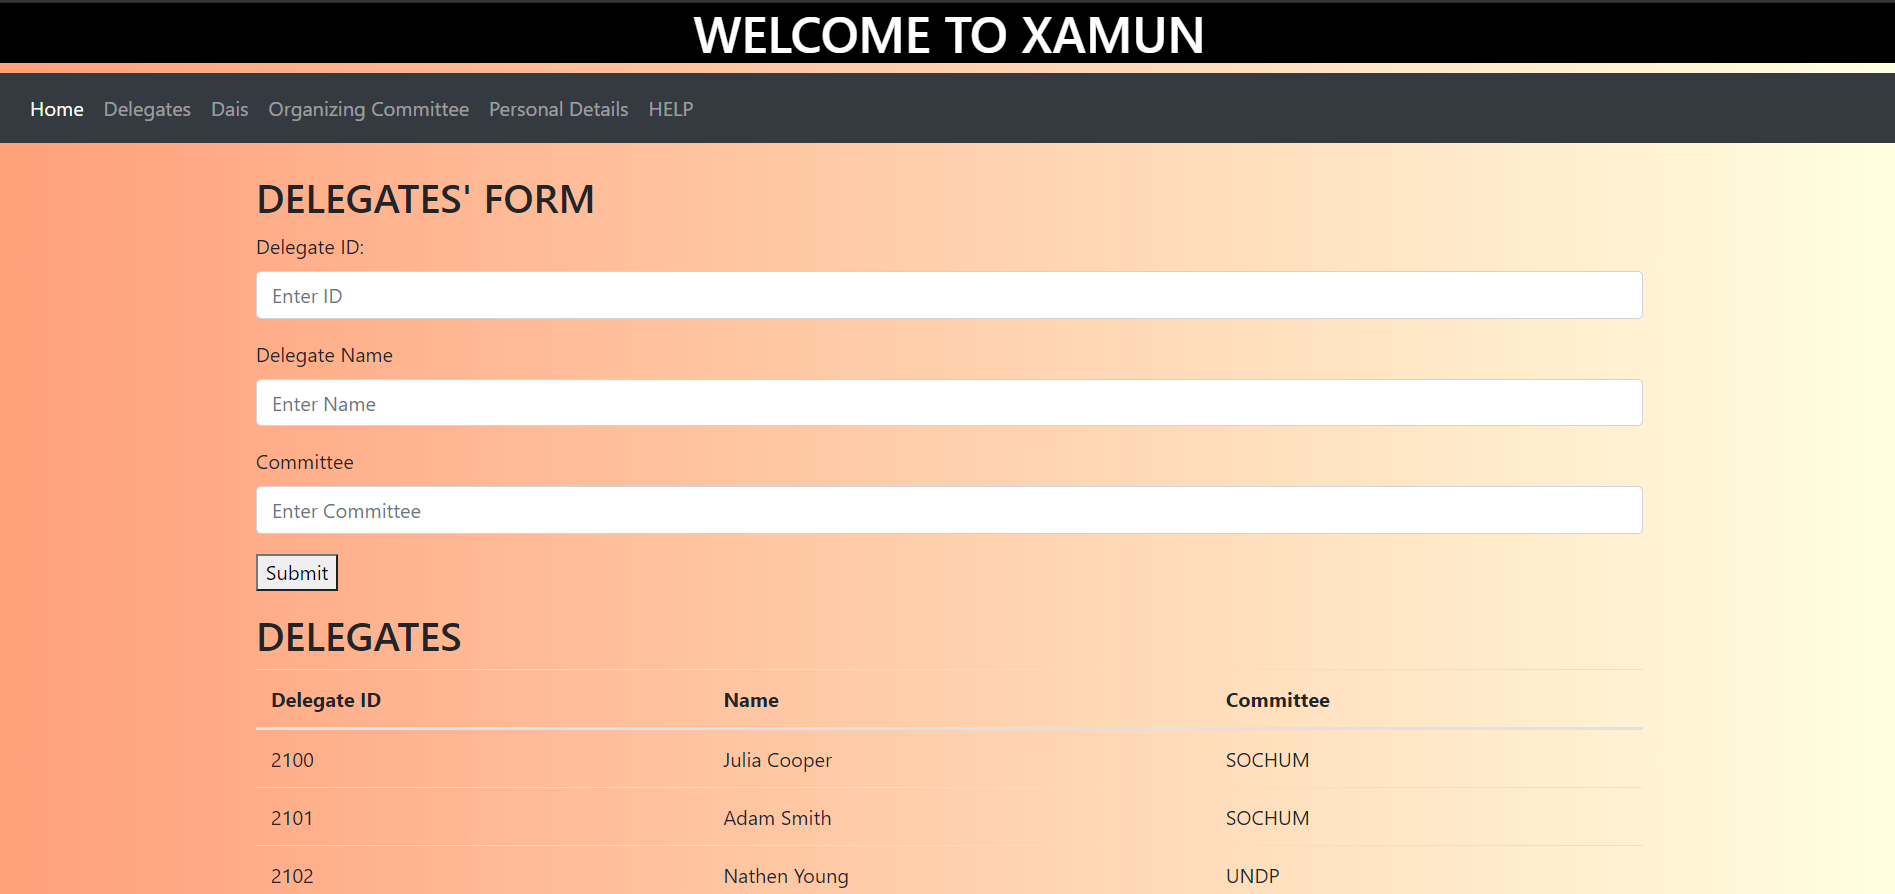 WELCOME TO XAMUN
Home Delegates Dais Organizing Committee Personal Details HELP
DELEGATES' FORM
Delegate ID:
Enter ID
Delegate Name
Enter Name
Committee
Enter Committee
Submit
DELEGATES
Delegate ID Name Committee
2100 Julia Cooper SOCHUM
2101 Adam Smith SOCHUM
2102 Nathen Young UNDP